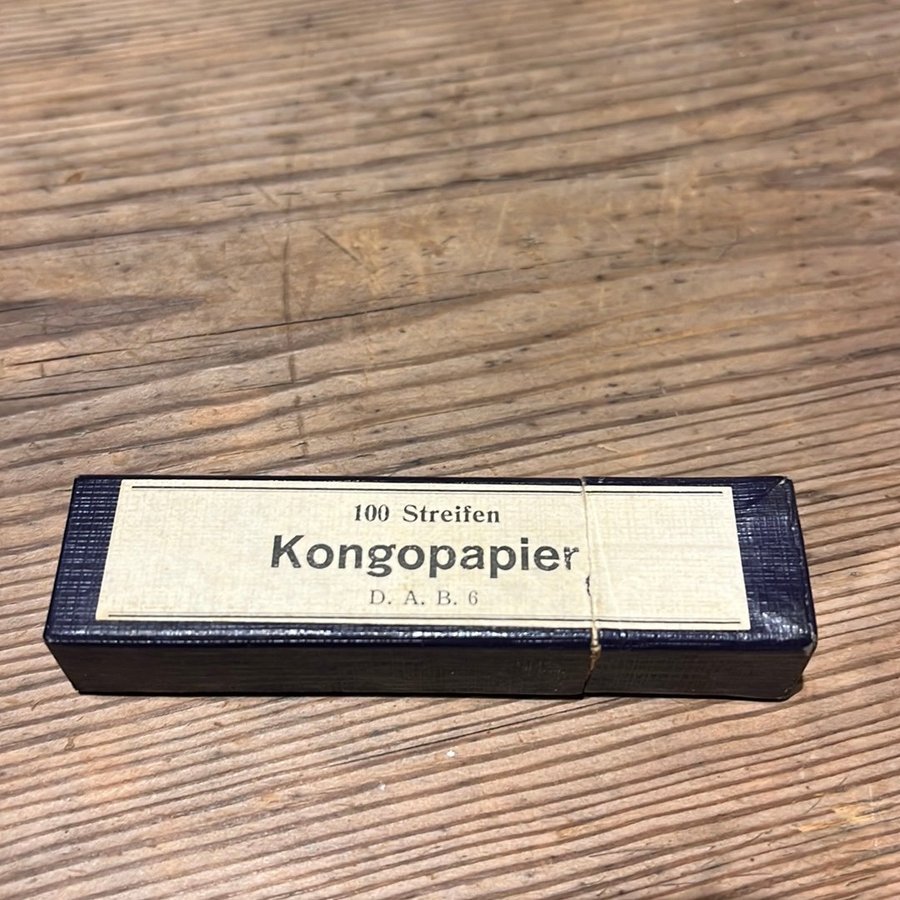 100 Streifen
Kongopapier
D. A. B. 6